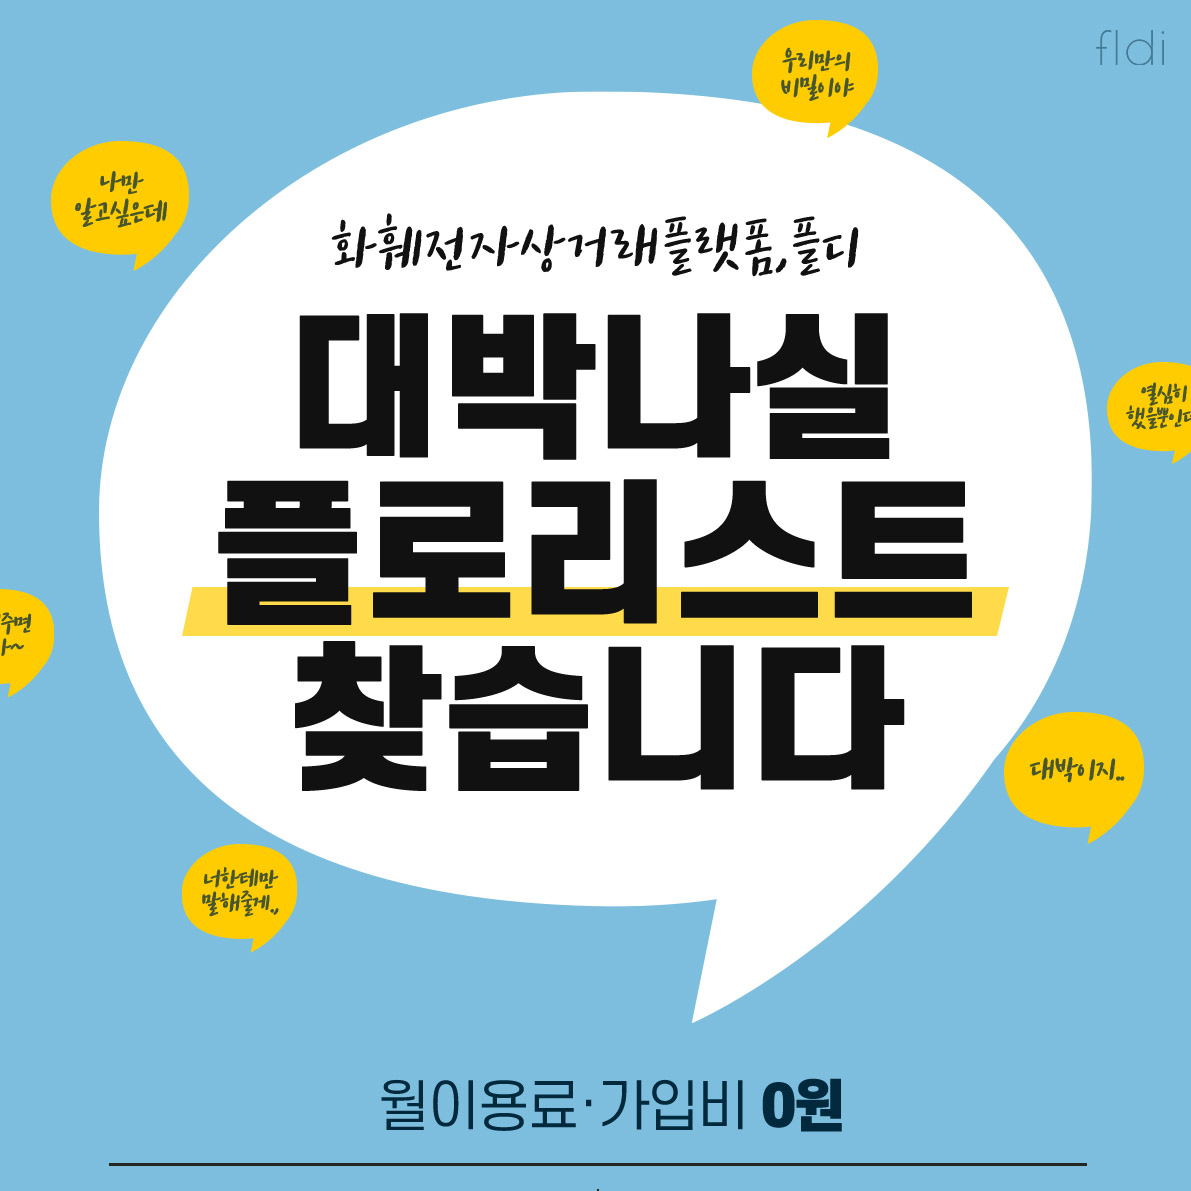 fldi
우리만의
비밀이야
나만
알고싶은데
화훼전자상거래플랫폼,플디
대박나실
플로리스트
찾습니다
열심히
했을뿐인데
주면
대박이지..
너한테만
말해줄게..
월이용료·가입비 0원